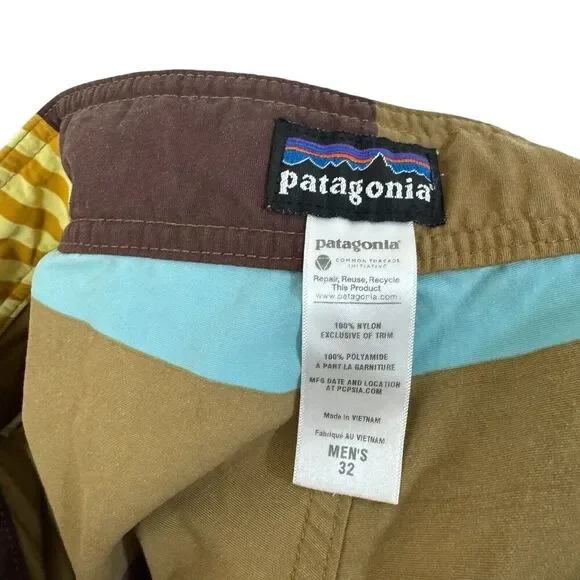 patagonia
patagonia
COMMON THREADS
INITIATIVE
Repair, Reuse, Recycle
This Product
www.patagonia.com
100% NYLON
EXCLUSIVE OF TRIM
100% POLYAMIDE
A PART LA GARNITURE
MFG DATE AND LOCATION
AT PCPSIA.COM
Made in VIETNAM
Fabriqué AU VIETNAM
MEN'S
32